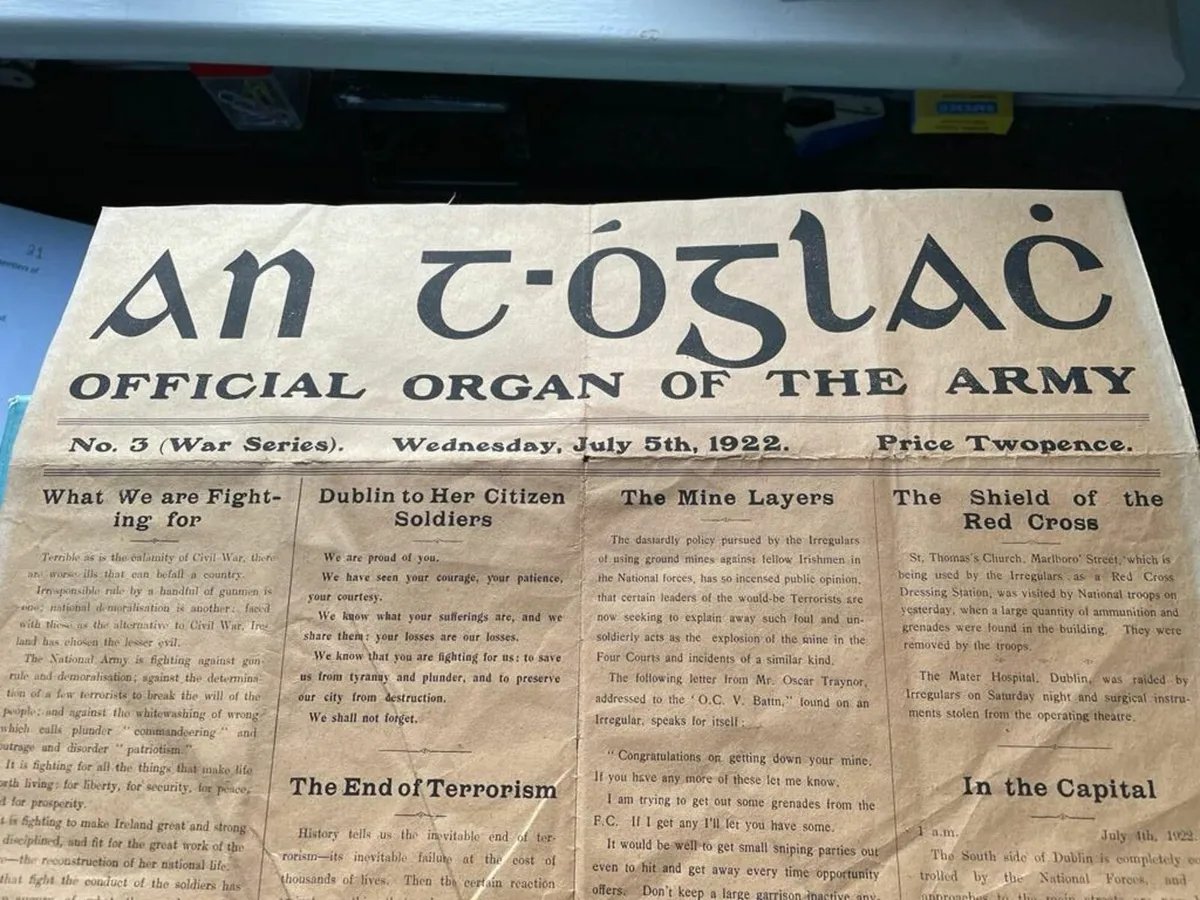 An t-Óglaċ
OFFICIAL ORGAN OF THE ARMY
No. 3 (War Series). Wednesday, July 5th, 1922. Price Twopence.
What We are Fight-
ing for
Terrible as is the calamity of Civil War, there
are worse ills that can befall a country.
Irresponsible rule by a handful of gunmen is
one; national demoralisation is another: faced
with these as the alternative to Civil War, Ire-
land has chosen the lesser evil.
The National Army is fighting against gun-
rule and demoralisation; against the determina-
tion of a few terrorists to break the will of the
people; and against the whitewashing of wrong
which calls plunder "commandeering" and
outrage and disorder "patriotism."
It is fighting for all the things that make life
worth living: for liberty, for security, for peace,
for prosperity.
is fighting to make Ireland great and strong
disciplined, and fit for the great work of the
—the reconstruction of her national life.
that fight the conduct of the soldiers has
Dublin to Her Citizen
Soldiers
We are proud of you.
We have seen your courage, your patience,
your courtesy.
We know what your sufferings are, and we
share them: your losses are our losses.
We know that you are fighting for us: to save
us from tyranny and plunder, and to preserve
our city from destruction.
We shall not forget.
The End of Terrorism
History tells us the inevitable end of ter-
rorism—its inevitable failure at the cost of
thousands of lives. Then the certain reaction
The Mine Layers
The dastardly policy pursued by the Irregulars
of using ground mines against fellow Irishmen in
the National forces, has so incensed public opinion,
that certain leaders of the would-be Terrorists are
now seeking to explain away such foul and un-
soldierly acts as the explosion of the mine in the
Four Courts and incidents of a similar kind.
The following letter from Mr. Oscar Traynor,
addressed to the "O.C. V. Battn," found on an
Irregular, speaks for itself:
"Congratulations on getting down your mine.
If you have any more of these let me know.
I am trying to get out some grenades from the
F.C. If I get any I'll let you have some.
It would be well to get small sniping parties out
even to hit and get away every time opportunity
offers. Don't keep a large garrison inactive any-
The Shield of the
Red Cross
St. Thomas's Church, Marlboro' Street, which is
being used by the Irregulars as a Red Cross
Dressing Station, was visited by National troops on
yesterday, when a large quantity of ammunition and
grenades were found in the building. They were
removed by the troops.
The Mater Hospital, Dublin, was raided by
Irregulars on Saturday night and surgical instru-
ments stolen from the operating theatre.
In the Capital
1 a.m. July 4th, 1922.
The South side of Dublin is completely
trolled by the National Forces, and
21